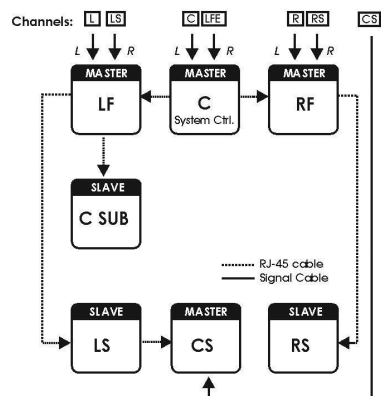 Channels: L LS C LFE R RS CS
L R L R L R
MASTER MASTER MASTER
LF C RF
System Ctrl.
SLAVE
C SUB
RJ-45 cable
Signal Cable
SLAVE MASTER SLAVE
LS CS RS